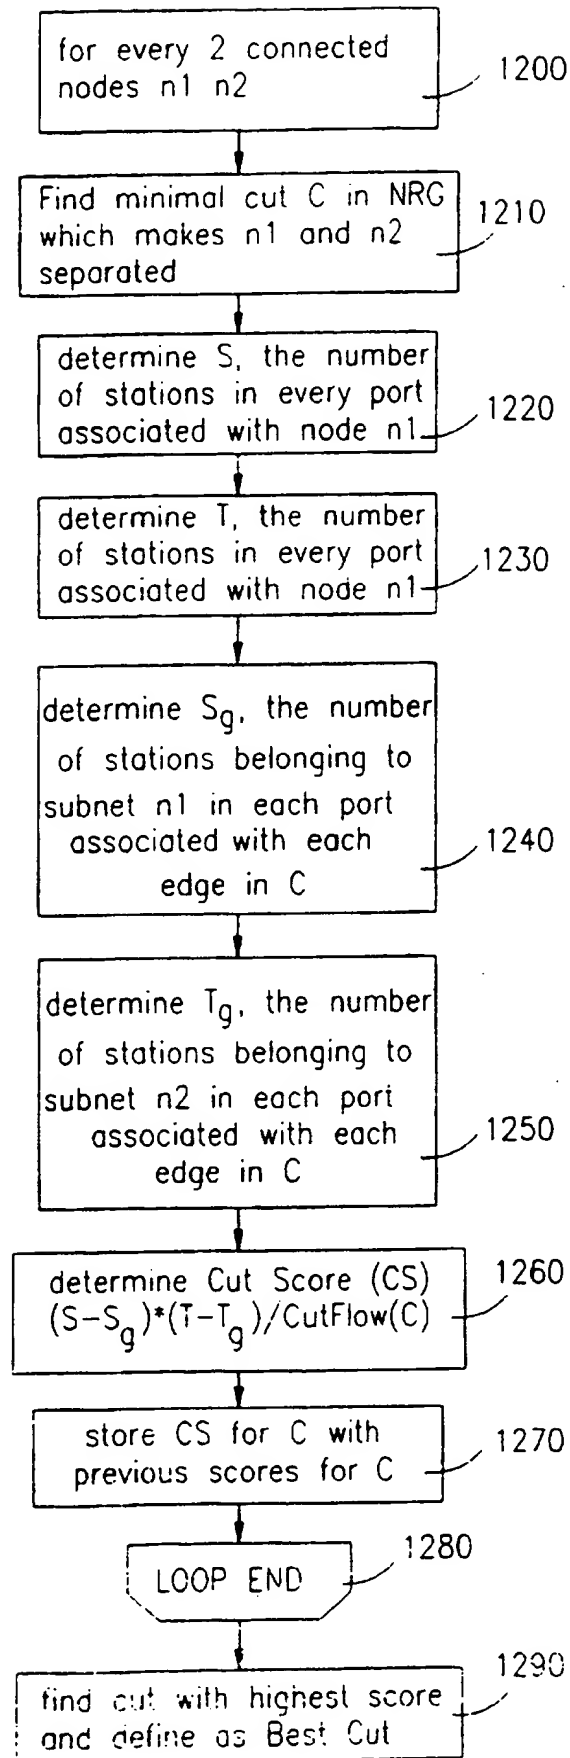 for every 2 connected
nodes n1 n2
1200
Find minimal cut C in NRG
which makes n1 and n2
separated
1210
determine S, the number
of stations in every port
associated with node n1
1220
determine T, the number
of stations in every port
associated with node n1
1230
determine Sg, the number
of stations belonging to
subnet n1 in each port
associated with each
edge in C
1240
determine Tg, the number
of stations belonging to
subnet n2 in each port
associated with each
edge in C
1250
determine Cut Score (CS)
(S-Sg)*(T-Tg)/CutFlow(C)
1260
store CS for C with
previous scores for C
1270
LOOP END
1280
find cut with highest score
and define as Best Cut
1290